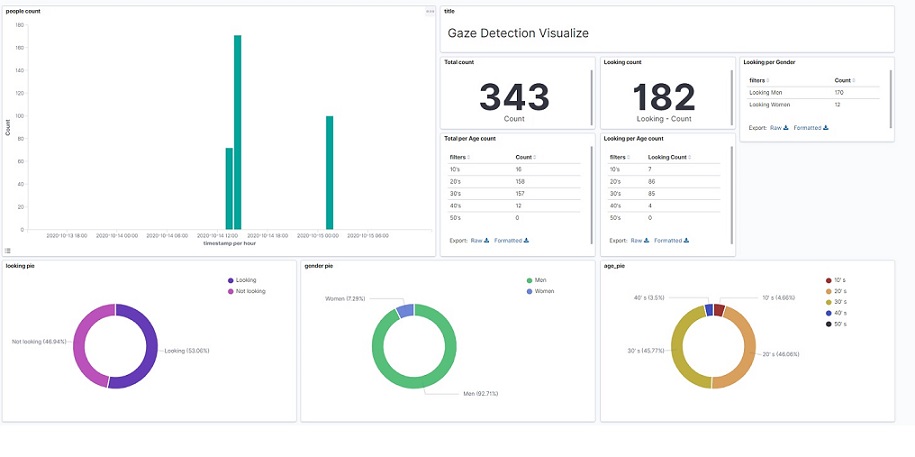 people count
title
Gaze Detection Visualize
Total count
343
Count
Looking count
182
Looking - Count
Looking per Gender
filters Count
Looking Men 170
Looking Women 12
Export: Raw Formatted
Count
180
160
140
120
100
80
60
40
20
0
2020-10-13 18:00 2020-10-14 00:00 2020-10-14 06:00 2020-10-14 12:00 2020-10-14 18:00 2020-10-15 00:00 2020-10-15 06:00
timestamp per hour
Total per Age count
filters Count
10's 16
20's 158
30's 157
40's 12
50's 0
Export: Raw Formatted
Looking per Age count
filters Looking Count
10's 7
20's 86
30's 85
40's 4
50's 0
Export: Raw Formatted
looking pie
Looking
Not looking
Not looking (46.94%)
Looking (53.06%)
gender pie
Men
Women
Women (7.29%)
Men (92.71%)
age_pie
10' s
20' s
30' s
40' s
50' s
40' s (3.5%)
10' s (4.66%)
30' s (45.77%)
20' s (46.06%)